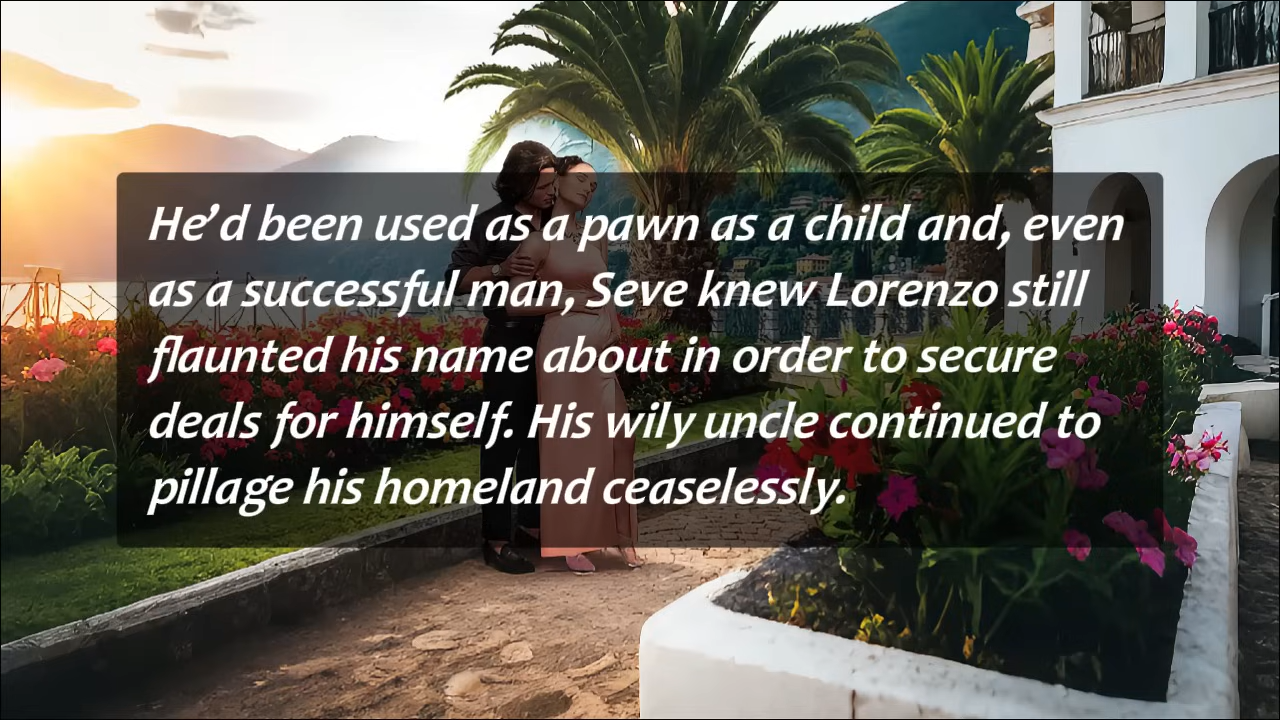 He’d been used as a pawn as a child and, even
as a successful man, Seve knew Lorenzo still
flaunted his name about in order to secure
deals for himself. His wily uncle continued to
pillage his homeland ceaselessly.